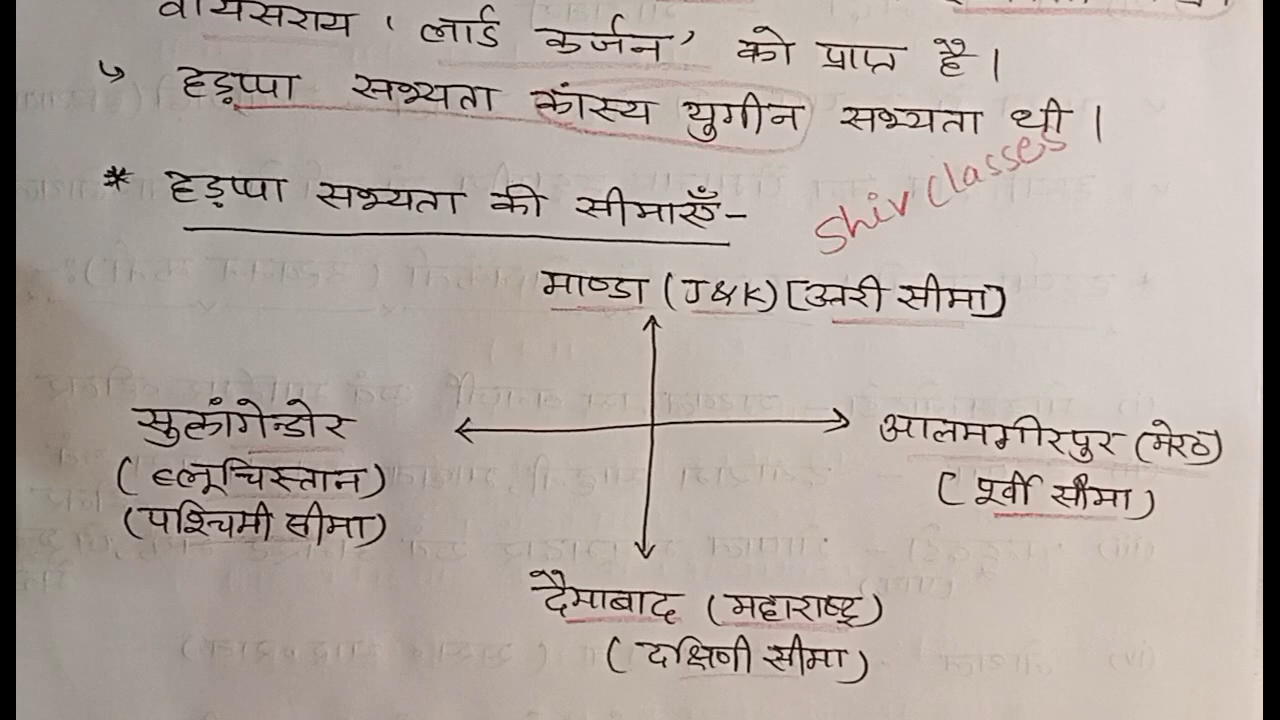 वायसराय 'लार्ड कर्जन' को प्राप्त है।
↳ हड़प्पा सभ्यता कांस्य युगीन सभ्यता थी।
Shiv classes
* हड़प्पा सभ्यता की सीमाएँ-
माण्डा (J&K) [उत्तरी सीमा)
सुत्कांगेन्डोर
(ब्लूचिस्तान)
(पश्चिमी सीमा)
आलमगीरपुर (मेरठ)
(पूर्वी सीमा)
दैमाबाद (महाराष्ट्र)
(दक्षिणी सीमा)